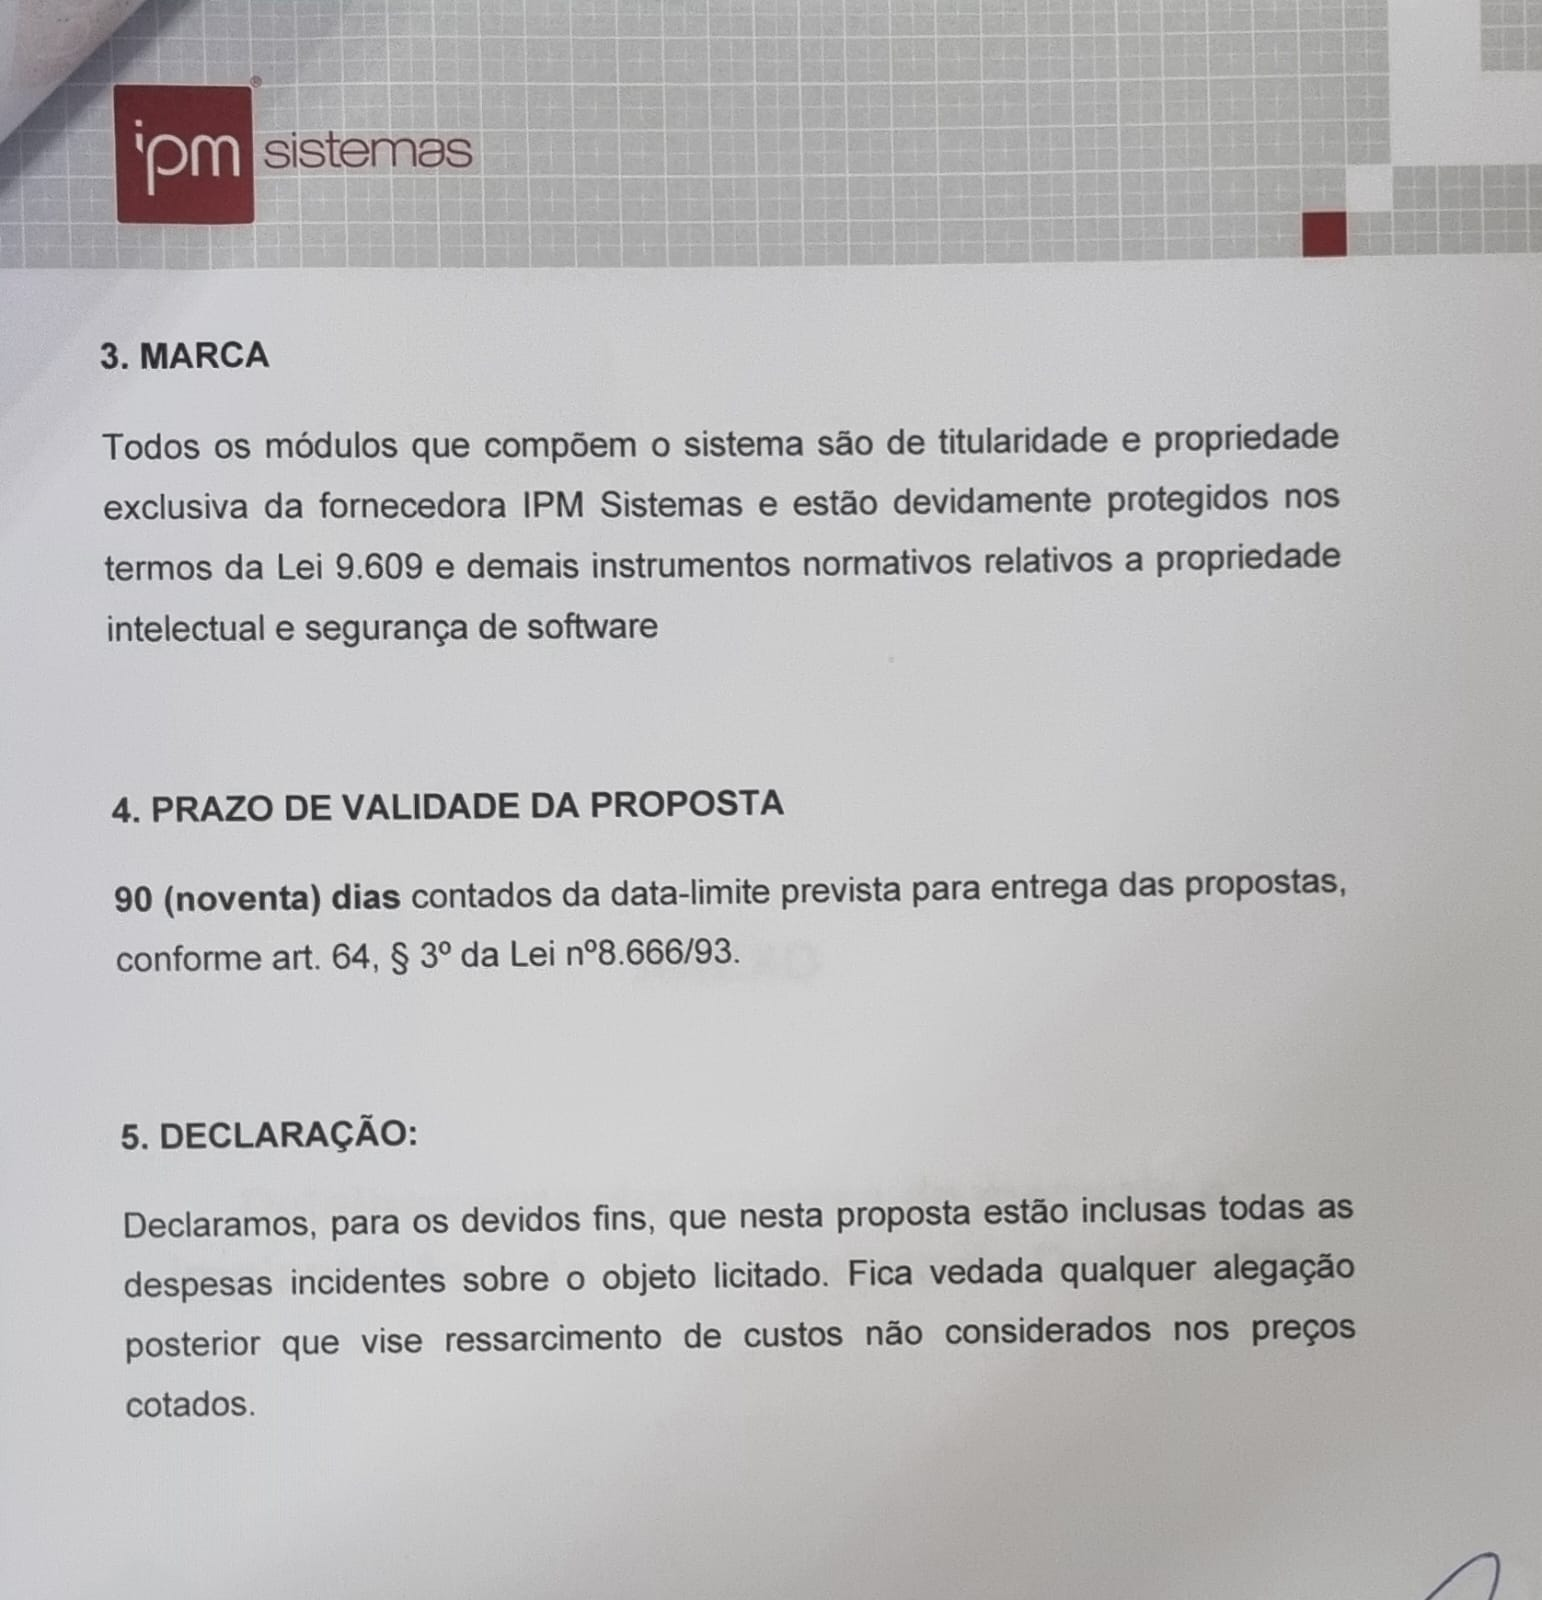 ipm sistemas ®
3. MARCA
Todos os módulos que compõem o sistema são de titularidade e propriedade
exclusiva da fornecedora IPM Sistemas e estão devidamente protegidos nos
termos da Lei 9.609 e demais instrumentos normativos relativos a propriedade
intelectual e segurança de software
4. PRAZO DE VALIDADE DA PROPOSTA
90 (noventa) dias contados da data-limite prevista para entrega das propostas,
conforme art. 64, § 3º da Lei nº8.666/93.
5. DECLARAÇÃO:
Declaramos, para os devidos fins, que nesta proposta estão inclusas todas as
despesas incidentes sobre o objeto licitado. Fica vedada qualquer alegação
posterior que vise ressarcimento de custos não considerados nos preços
cotados.